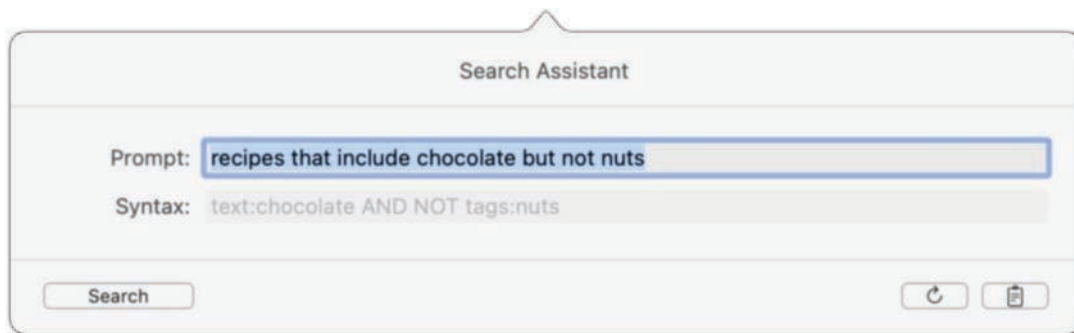 Search Assistant
Prompt: recipes that include chocolate but not nuts
Syntax: text:chocolate AND NOT tags:nuts
Search